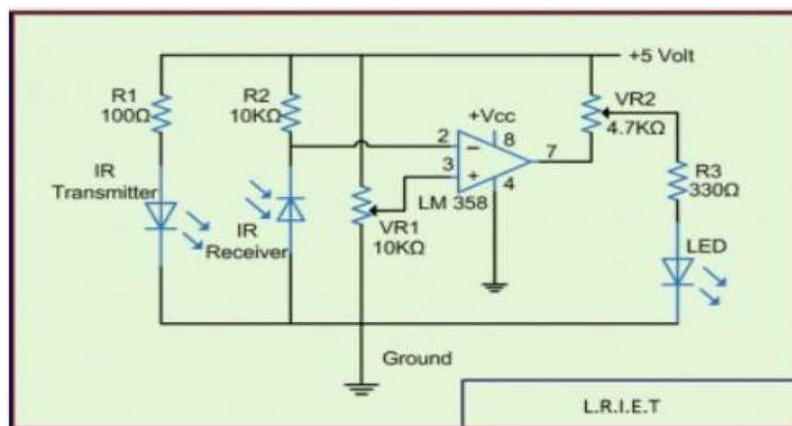 +5 Volt
R1
100Ω
R2
10KΩ
+Vcc
VR2
4.7KΩ
2
8
3
7
4
LM 358
R3
330Ω
IR
Transmitter
IR
Receiver
VR1
10KΩ
LED
Ground
L.R.I.E.T